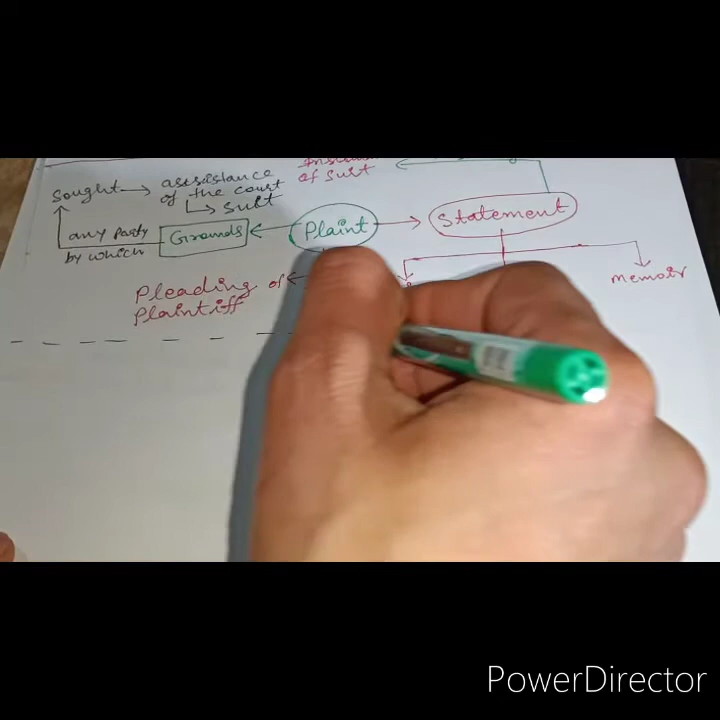 of suit
sought → assistance
of the court
→ suit
any party
by which
Grounds
Plaint
Statement
Pleading of
Plaintiff
memoir
PowerDirector